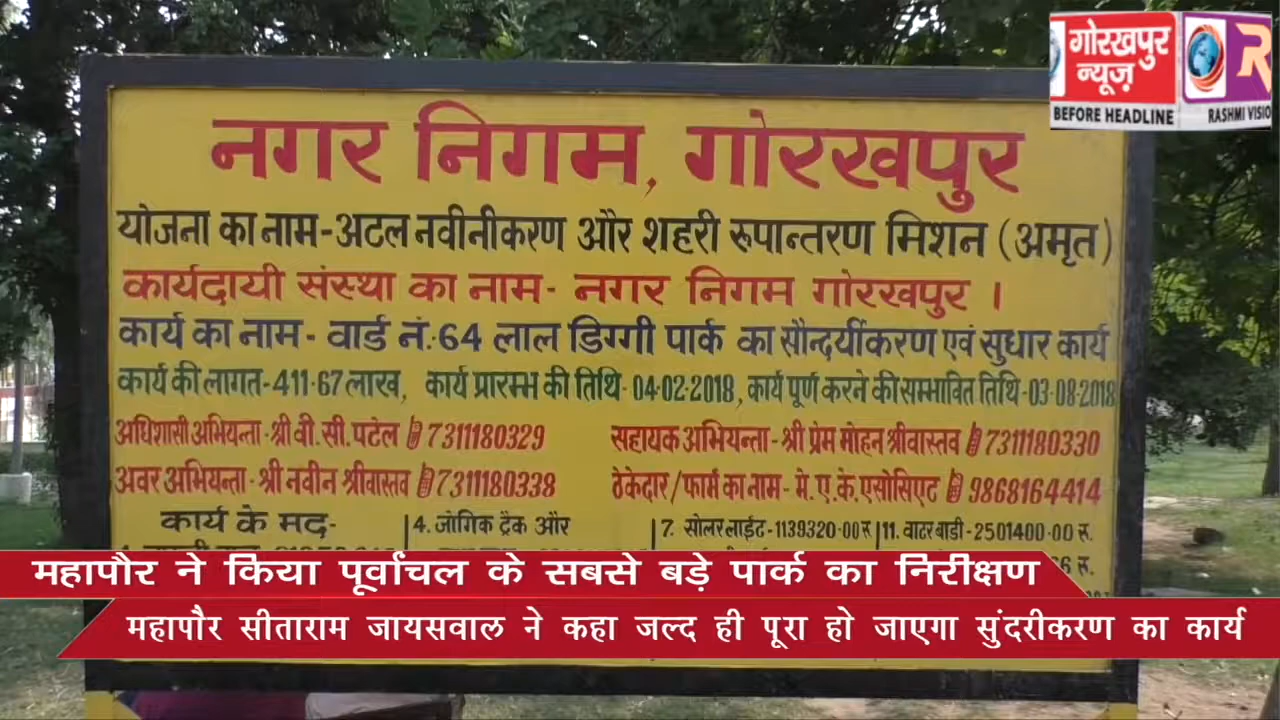 गोरखपुर
न्यूज़
BEFORE HEADLINE
R
RASHMI VISIO
नगर निगम, गोरखपुर
योजना का नाम-अटल नवीनीकरण और शहरी रुपान्तरण मिशन (अमृत)
कार्यदायी संस्था का नाम- नगर निगम गोरखपुर ।
कार्य का नाम- वार्ड नं.-64 लाल डिग्गी पार्क का सौन्दर्यीकरण एवं सुधार कार्य
कार्य की लागत-411.67 लाख, कार्य प्रारम्भ की तिथि-04-02-2018, कार्य पूर्ण करने की सम्भावित तिथि-03-08-2018
अधिशासी अभियन्ता-श्री वी.सी.पटेल 7311180329 सहायक अभियन्ता-श्री प्रेम मोहन श्रीवास्तव 7311180330
अवर अभियन्ता-श्री नवीन श्रीवास्तव 7311180338 ठेकेदार/फार्म का नाम-मे.ए.के.एसोसिएट 9868164414
कार्य के मद- 4. जोगिक ट्रैक और 7. सोलर लाईट-1139320.00 रु 11. वाटर बाडी-2501400.00 रु.
महापौर ने किया पूर्वांचल के सबसे बड़े पार्क का निरीक्षण
महापौर सीताराम जायसवाल ने कहा जल्द ही पूरा हो जाएगा सुंदरीकरण का कार्य